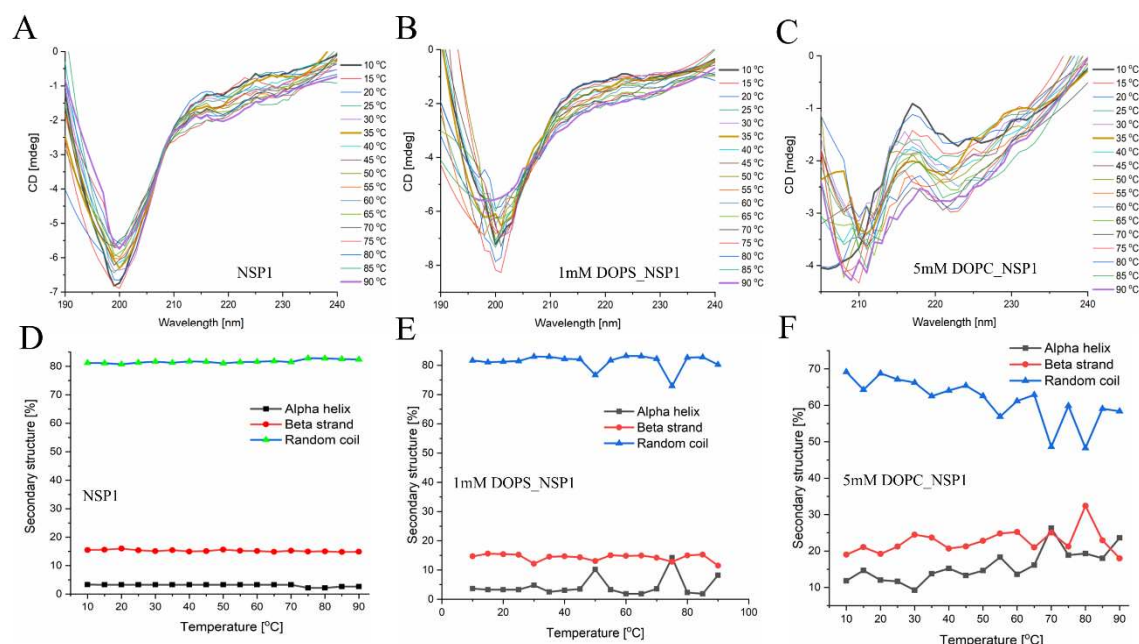 A
B
C
0
-1
-2
-3
-4
-5
-6
-7
CD [mdeg]
190 200 210 220 230 240
Wavelength [nm]
NSP1
10 °C
15 °C
20 °C
25 °C
30 °C
35 °C
40 °C
45 °C
50 °C
55 °C
60 °C
65 °C
70 °C
75 °C
80 °C
85 °C
90 °C
0
-2
-4
-6
-8
CD [mdeg]
190 200 210 220 230 240
Wavelength [nm]
1mM DOPS_NSP1
10 °C
15 °C
20 °C
25 °C
30 °C
35 °C
40 °C
45 °C
50 °C
55 °C
60 °C
65 °C
70 °C
75 °C
80 °C
85 °C
90 °C
0
-1
-2
-3
-4
CD [mdeg]
210 220 230 240
Wavelength [nm]
5mM DOPC_NSP1
10 °C
15 °C
20 °C
25 °C
30 °C
35 °C
40 °C
45 °C
50 °C
55 °C
60 °C
65 °C
70 °C
75 °C
80 °C
85 °C
90 °C
D
E
F
Secondary structure [%]
80
70
60
50
40
30
20
10
0
Alpha helix
Beta strand
Random coil
NSP1
10 20 30 40 50 60 70 80 90
Temperature [°C]
Secondary structure [%]
80
70
60
50
40
30
20
10
0
Alpha helix
Beta strand
Random coil
1mM DOPS_NSP1
0 10 20 30 40 50 60 70 80 90 100
Temperature [°C]
Secondary structure [%]
70
60
50
40
30
20
10
Alpha helix
Beta strand
Random coil
5mM DOPC_NSP1
10 20 30 40 50 60 70 80 90
Temperature [°C]